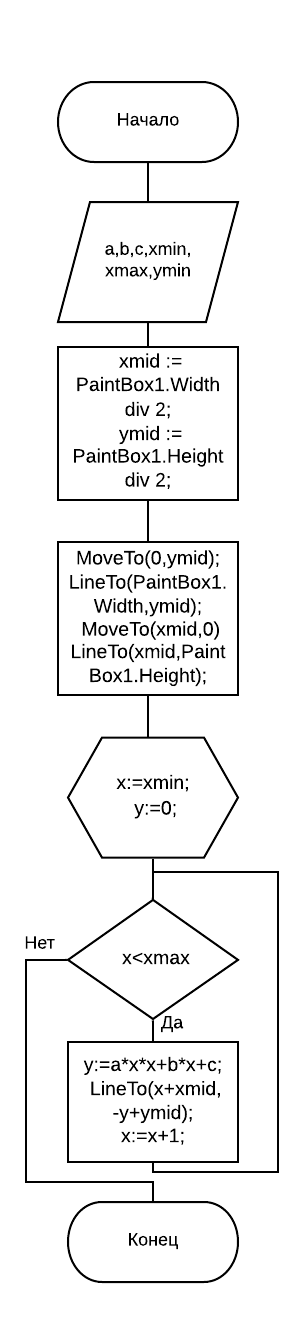 Начало
a,b,c,xmin,
xmax,ymin
xmid :=
PaintBox1.Width
div 2;
ymid :=
PaintBox1.Height
div 2;
MoveTo(0,ymid);
LineTo(PaintBox1.
Width,ymid);
MoveTo(xmid,0)
LineTo(xmid,Paint
Box1.Height);
x:=xmin;
y:=0;
Нет
x<xmax
Да
y:=a*x*x+b*x+c;
LineTo(x+xmid,
-y+ymid);
x:=x+1;
Конец